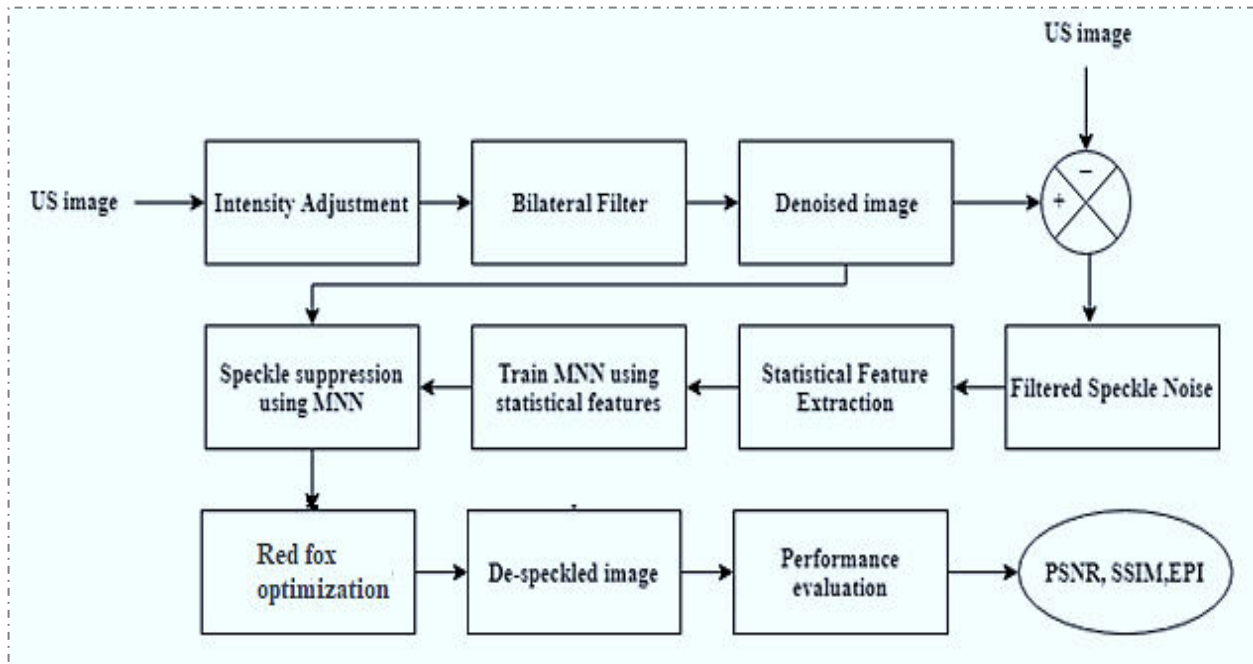 US image
US image
Intensity Adjustment
Bilateral Filter
Denoised image
−
+
Speckle suppression
using MNN
Train MNN using
statistical features
Statistical Feature
Extraction
Filtered Speckle Noise
Red fox
optimization
De-speckled image
Performance
evaluation
PSNR, SSIM,EPI